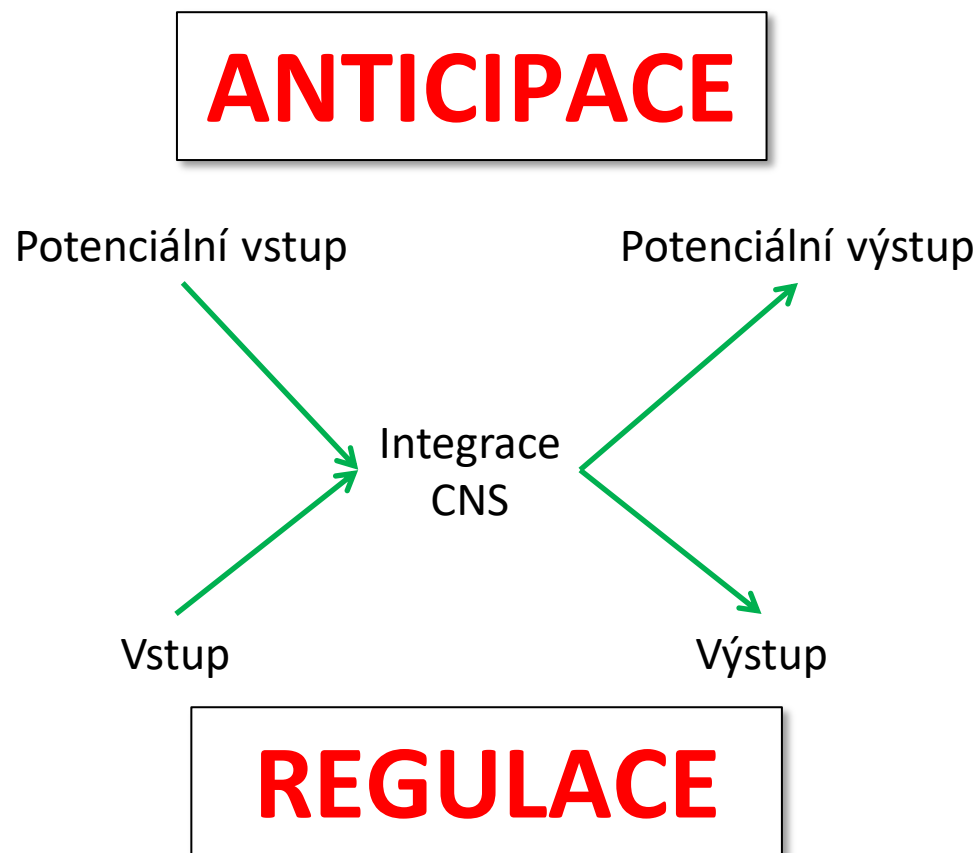 ANTICIPACE
Potenciální vstup
Potenciální výstup
Integrace
CNS
Vstup
Výstup
REGULACE